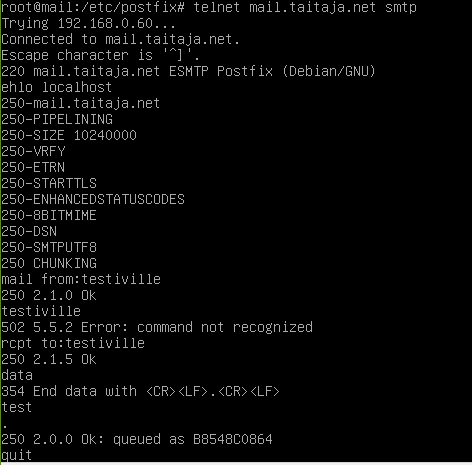 root@mail:/etc/postfix# telnet mail.taitaja.net smtp
Trying 192.168.0.60...
Connected to mail.taitaja.net.
Escape character is '^]'.
220 mail.taitaja.net ESMTP Postfix (Debian/GNU)
ehlo localhost
250-mail.taitaja.net
250-PIPELINING
250-SIZE 10240000
250-VRFY
250-ETRN
250-STARTTLS
250-ENHANCEDSTATUSCODES
250-8BITMIME
250-DSN
250-SMTPUTF8
250 CHUNKING
mail from:testiville
250 2.1.0 Ok
testiville
502 5.5.2 Error: command not recognized
rcpt to:testiville
250 2.1.5 Ok
data
354 End data with <CR><LF>.<CR><LF>
test
.
250 2.0.0 Ok: queued as B8548C0864
quit